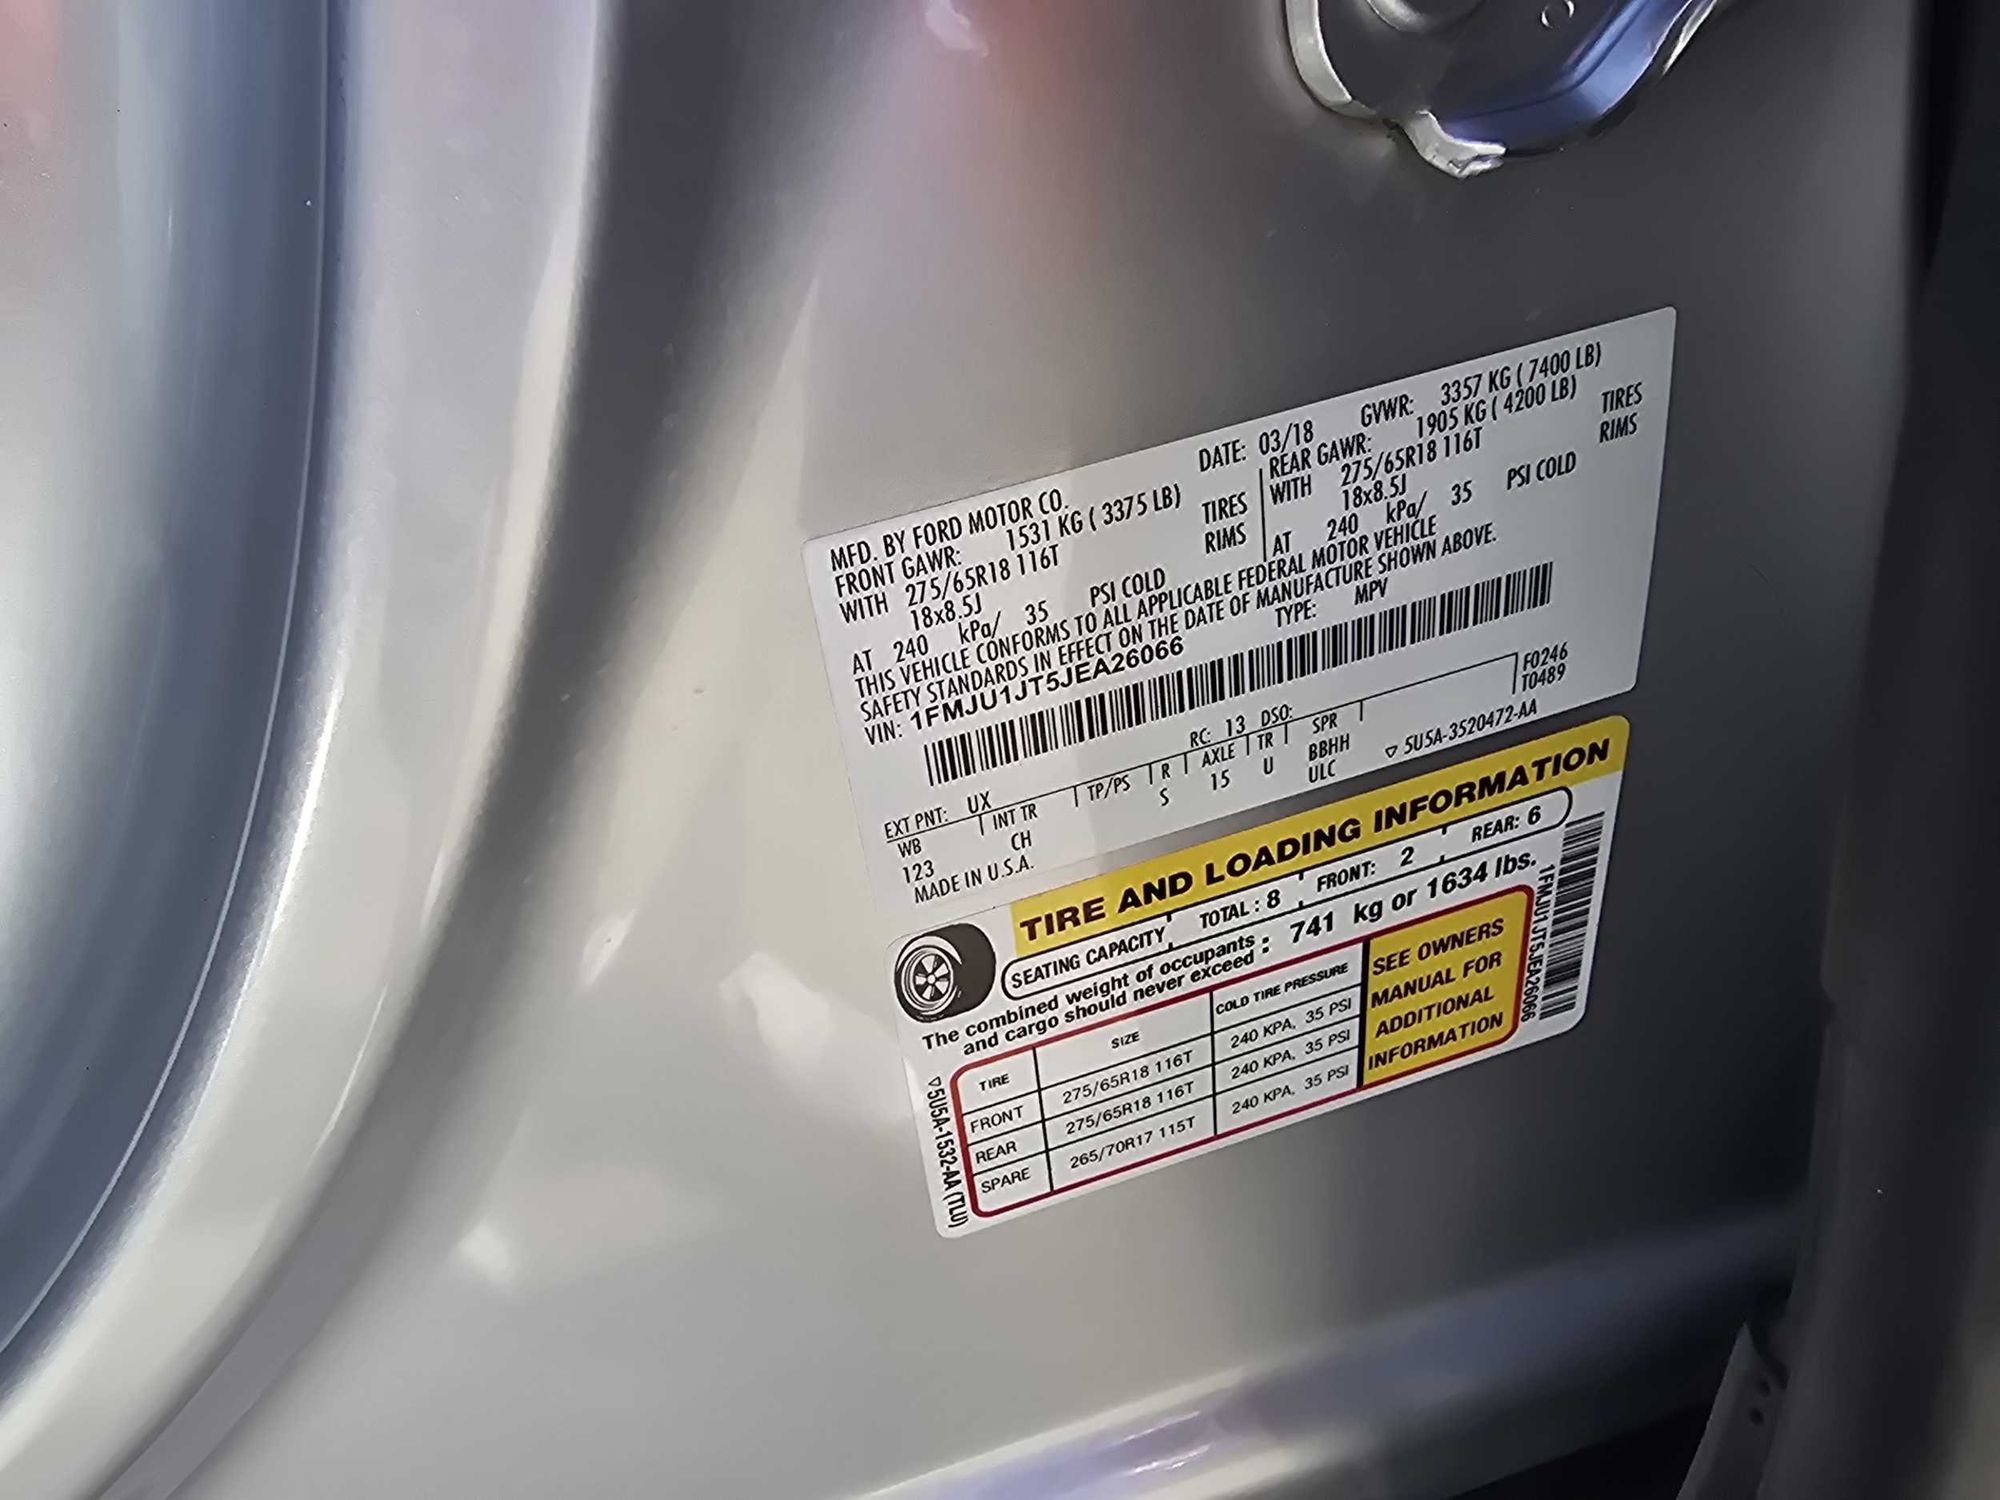 MFD. BY FORD MOTOR CO. DATE: 03/18 GVWR: 3357 KG ( 7400 LB)
FRONT GAWR: 1531 KG ( 3375 LB) REAR GAWR: 1905 KG ( 4200 LB)
WITH 275/65R18 116T TIRES WITH 275/65R18 116T TIRES
18x8.5J RIMS 18x8.5J RIMS
AT 240 kPa/ 35 PSI COLD AT 240 kPa/ 35 PSI COLD
THIS VEHICLE CONFORMS TO ALL APPLICABLE FEDERAL MOTOR VEHICLE
SAFETY STANDARDS IN EFFECT ON THE DATE OF MANUFACTURE SHOWN ABOVE.
VIN: 1FMJU1JT5JEA26066 TYPE: MPV
F0246
T0489
EXT PNT: UX RC: 13 DSO:
WB INT TR TP/PS R AXLE TR SPR
123 CH S 15 U BBHH
ULC
MADE IN U.S.A. ▽ 5U5A-3520472-AA
TIRE AND LOADING INFORMATION
SEATING CAPACITY TOTAL : 8 FRONT: 2 REAR: 6
The combined weight of occupants and cargo should never exceed : 741 kg or 1634 lbs.
TIRE SIZE COLD TIRE PRESSURE
FRONT 275/65R18 116T 240 KPA, 35 PSI
REAR 275/65R18 116T 240 KPA, 35 PSI
SPARE 265/70R17 115T 240 KPA, 35 PSI
SEE OWNERS
MANUAL FOR
ADDITIONAL
INFORMATION
1FMJU1JT5JEA26066
▽5U5A-1532-AA (TLU)